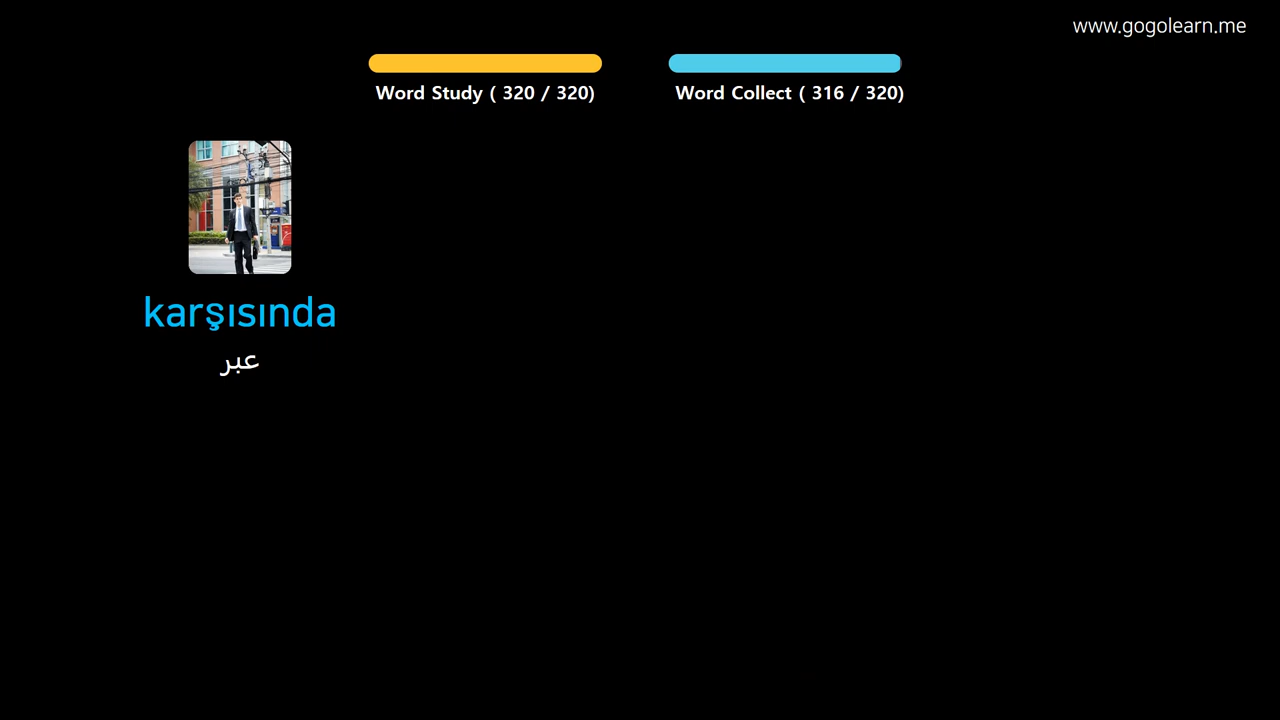 www.gogolearn.me
Word Study ( 320 / 320)
Word Collect ( 316 / 320)
karşısında
عبر